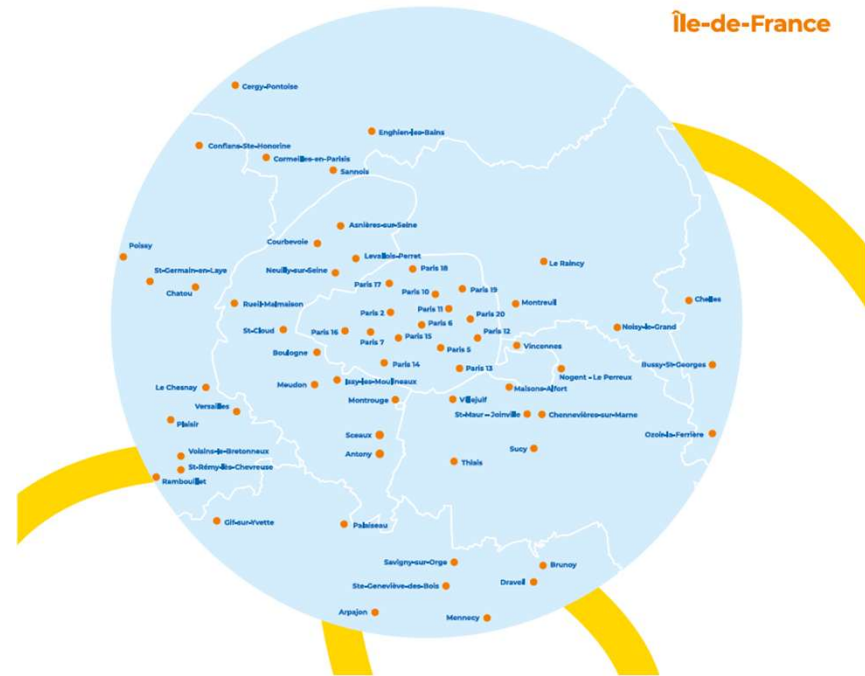 Île-de-France
Cergy-Pontoise
Enghien-les-Bains
Conflans-Ste-Honorine
Cormeilles-en-Parisis
Sannois
Asnières-sur-Seine
Courbevoie
Poissy
Levallois-Perret
Le Raincy
St-Germain-en-Laye
Neuilly-sur-Seine
Paris 18
Chatou
Paris 17
Paris 10
Paris 19
Rueil-Malmaison
Montreuil
Chelles
Paris 2
Paris 11
Paris 20
St-Cloud
Paris 16
Paris 6
Noisy-le-Grand
Paris 7
Paris 15
Paris 12
Boulogne
Paris 5
Vincennes
Paris 14
Paris 13
Bussy-St-Georges
Nogent - Le Perreux
Le Chesnay
Meudon
Issy-les-Moulineaux
Maisons-Alfort
Versailles
Montrouge
Villejuif
Plaisir
St-Maur - Joinville
Chennevières-sur-Marne
Sceaux
Ozoir-la-Ferrière
Voisins-le-Bretonneux
Antony
Sucy
St-Rémy-lès-Chevreuse
Thiais
Rambouillet
Gif-sur-Yvette
Palaiseau
Savigny-sur-Orge
Brunoy
Ste-Geneviève-des-Bois
Draveil
Arpajon
Mennecy